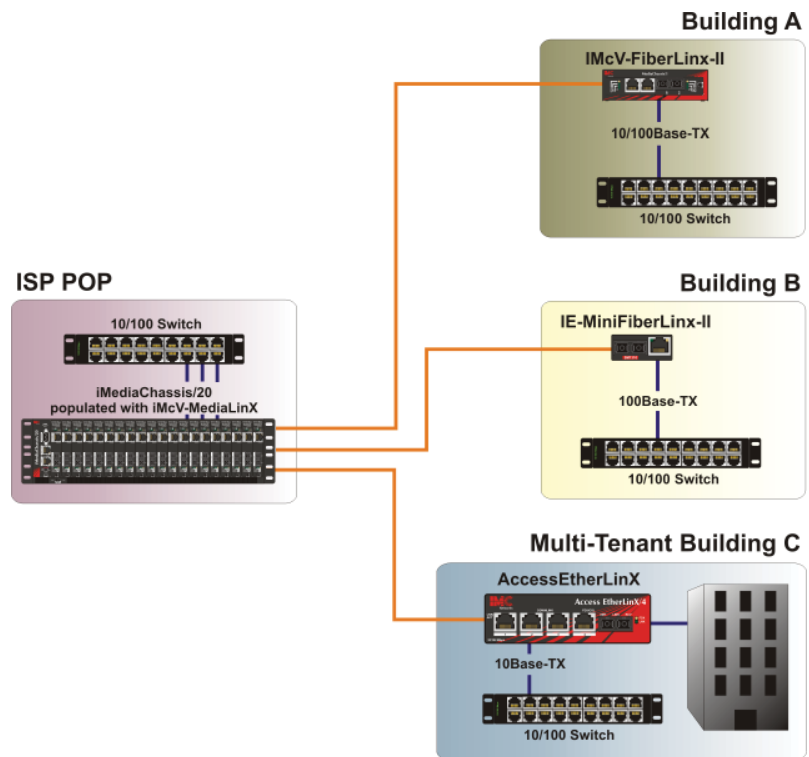 Building A
IMcV-FiberLinx-II
10/100Base-TX
10/100 Switch
ISP POP
10/100 Switch
iMediaChassis/20
populated with iMcV-MediaLinX
Building B
IE-MiniFiberLinx-II
100Base-TX
10/100 Switch
Multi-Tenant Building C
AccessEtherLinX
IMC
Networks
Access EtherLinX/4
10Base-TX
10/100 Switch